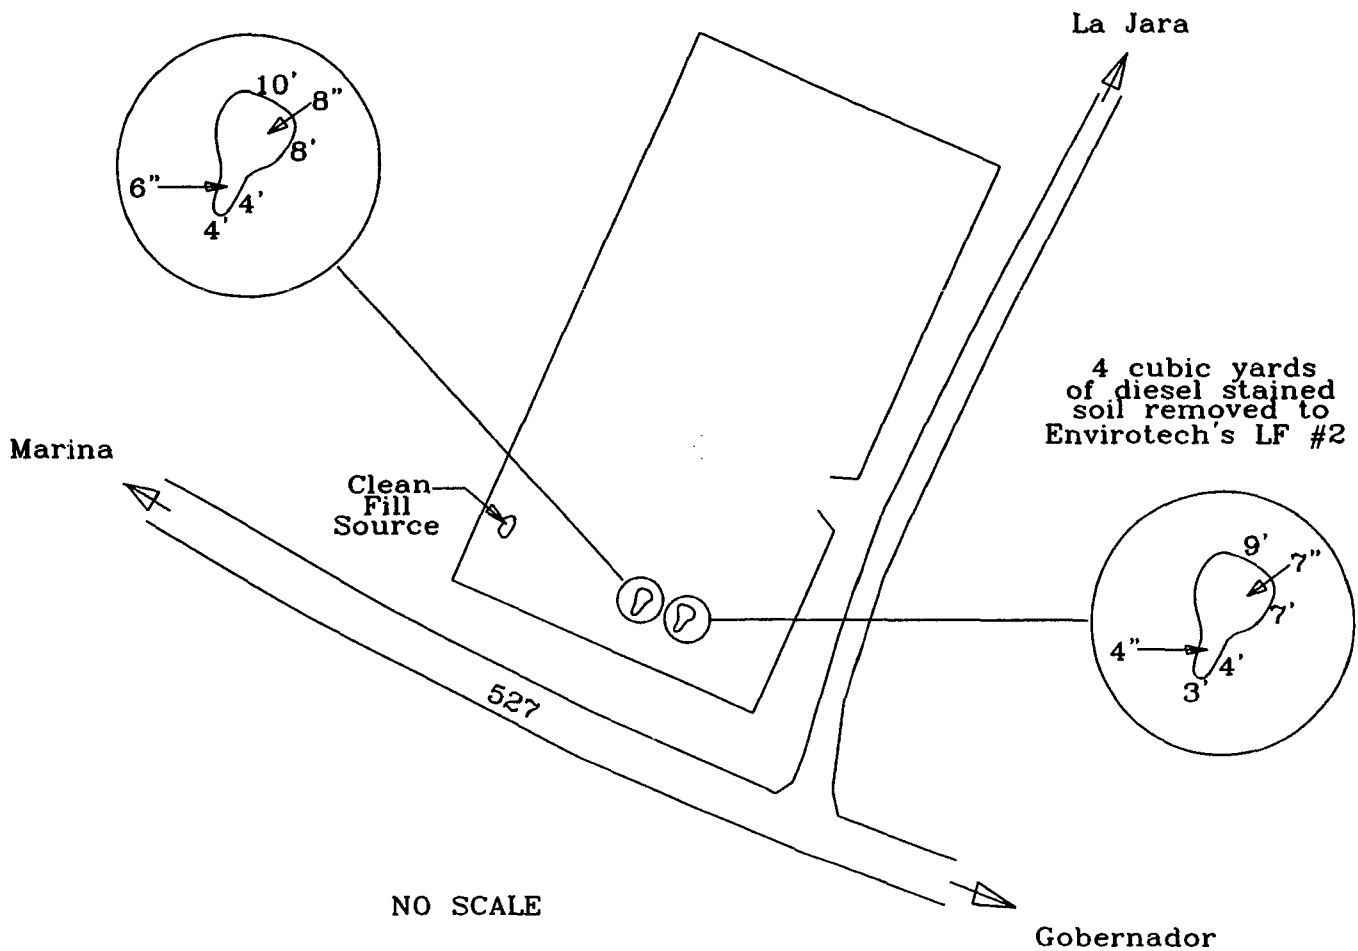 La Jara
10'
8"
8'
6"
4'
4'
4 cubic yards
of diesel stained
soil removed to
Envirotech's LF #2
Marina
Clean
Fill
Source
9'
7"
7'
4"
4'
3'
527
NO SCALE
Gobernador